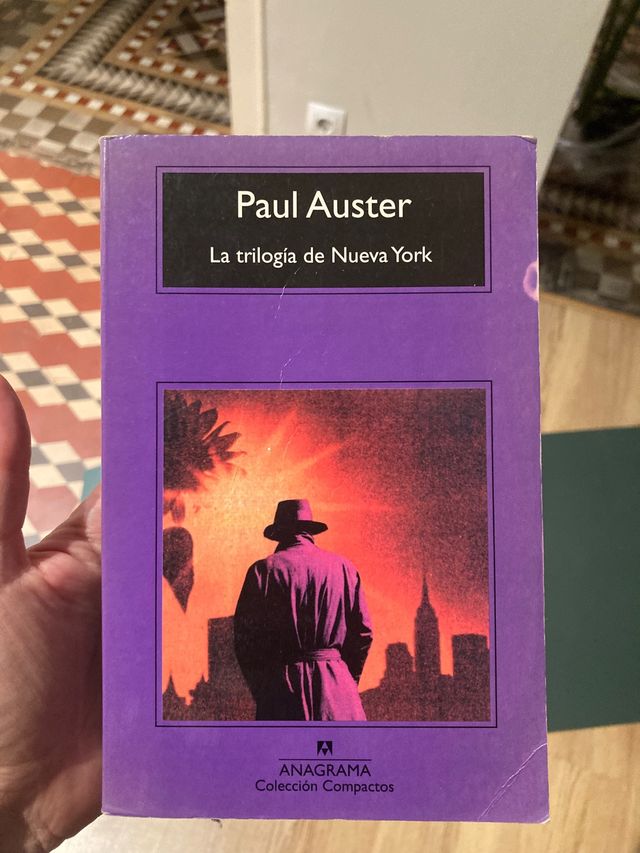 Paul Auster
La trilogía de Nueva York
ANAGRAMA
Colección Compactos